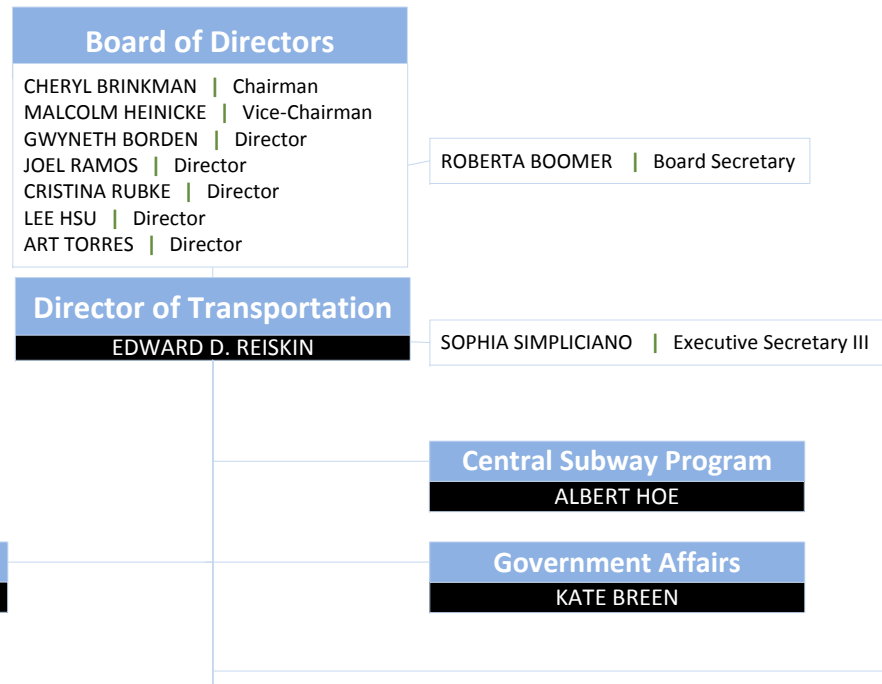 Board of Directors
CHERYL BRINKMAN | Chairman
MALCOLM HEINICKE | Vice-Chairman
GWYNETH BORDEN | Director
JOEL RAMOS | Director
CRISTINA RUBKE | Director
LEE HSU | Director
ART TORRES | Director
ROBERTA BOOMER | Board Secretary
Director of Transportation
EDWARD D. REISKIN
SOPHIA SIMPLICIANO | Executive Secretary III
Central Subway Program
ALBERT HOE
Government Affairs
KATE BREEN